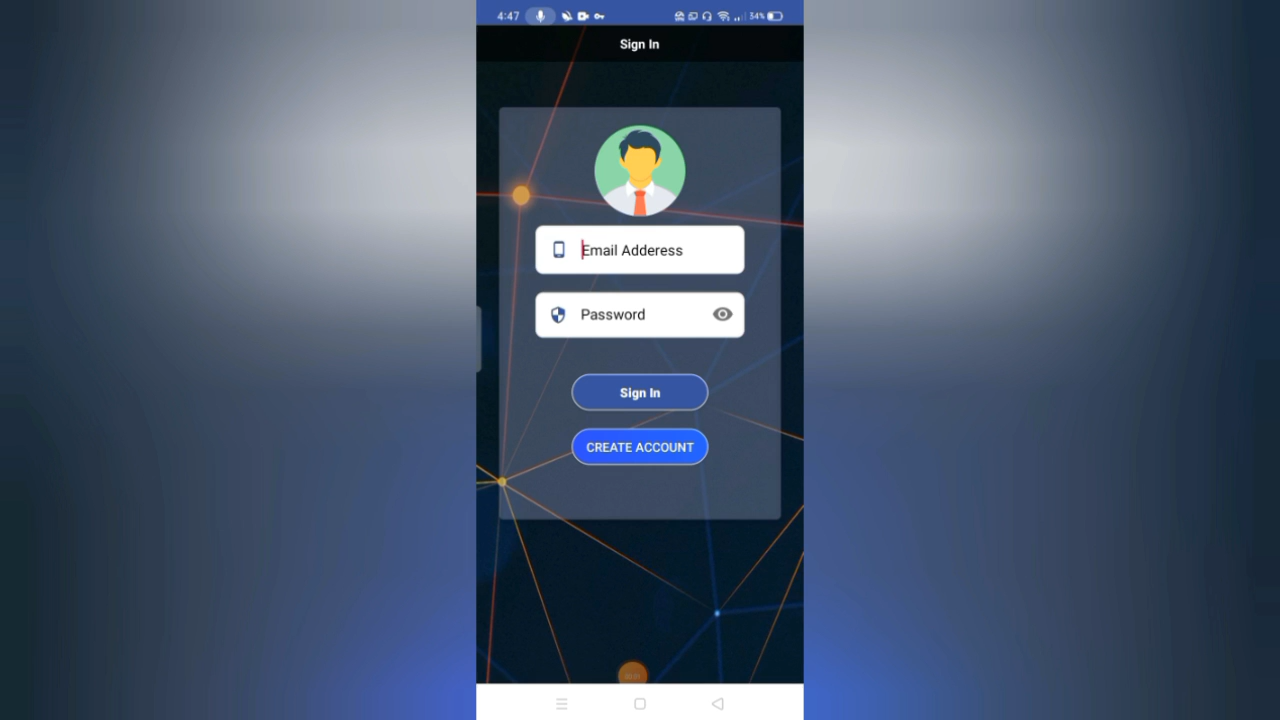 4:47 34%
Sign In
Email Adderess
Password
Sign In
CREATE ACCOUNT